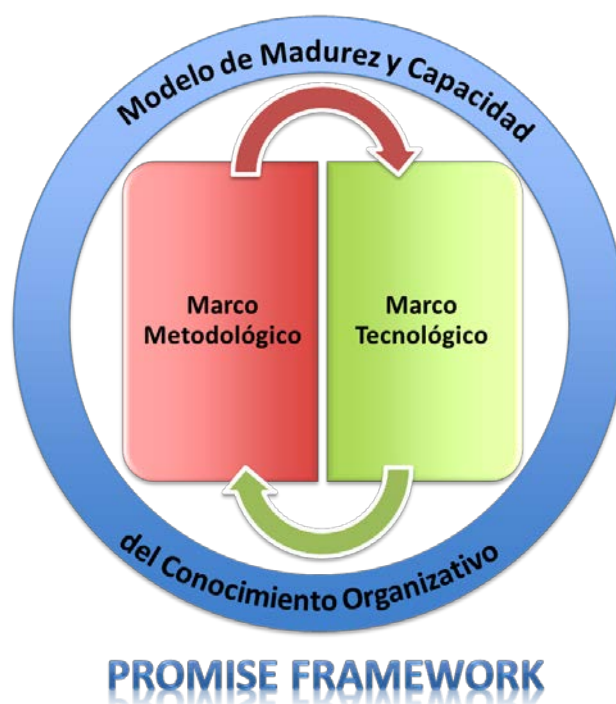 Modelo de Madurez y Capacidad
Marco
Metodológico
Marco
Tecnológico
del Conocimiento Organizativo
PROMISE FRAMEWORK